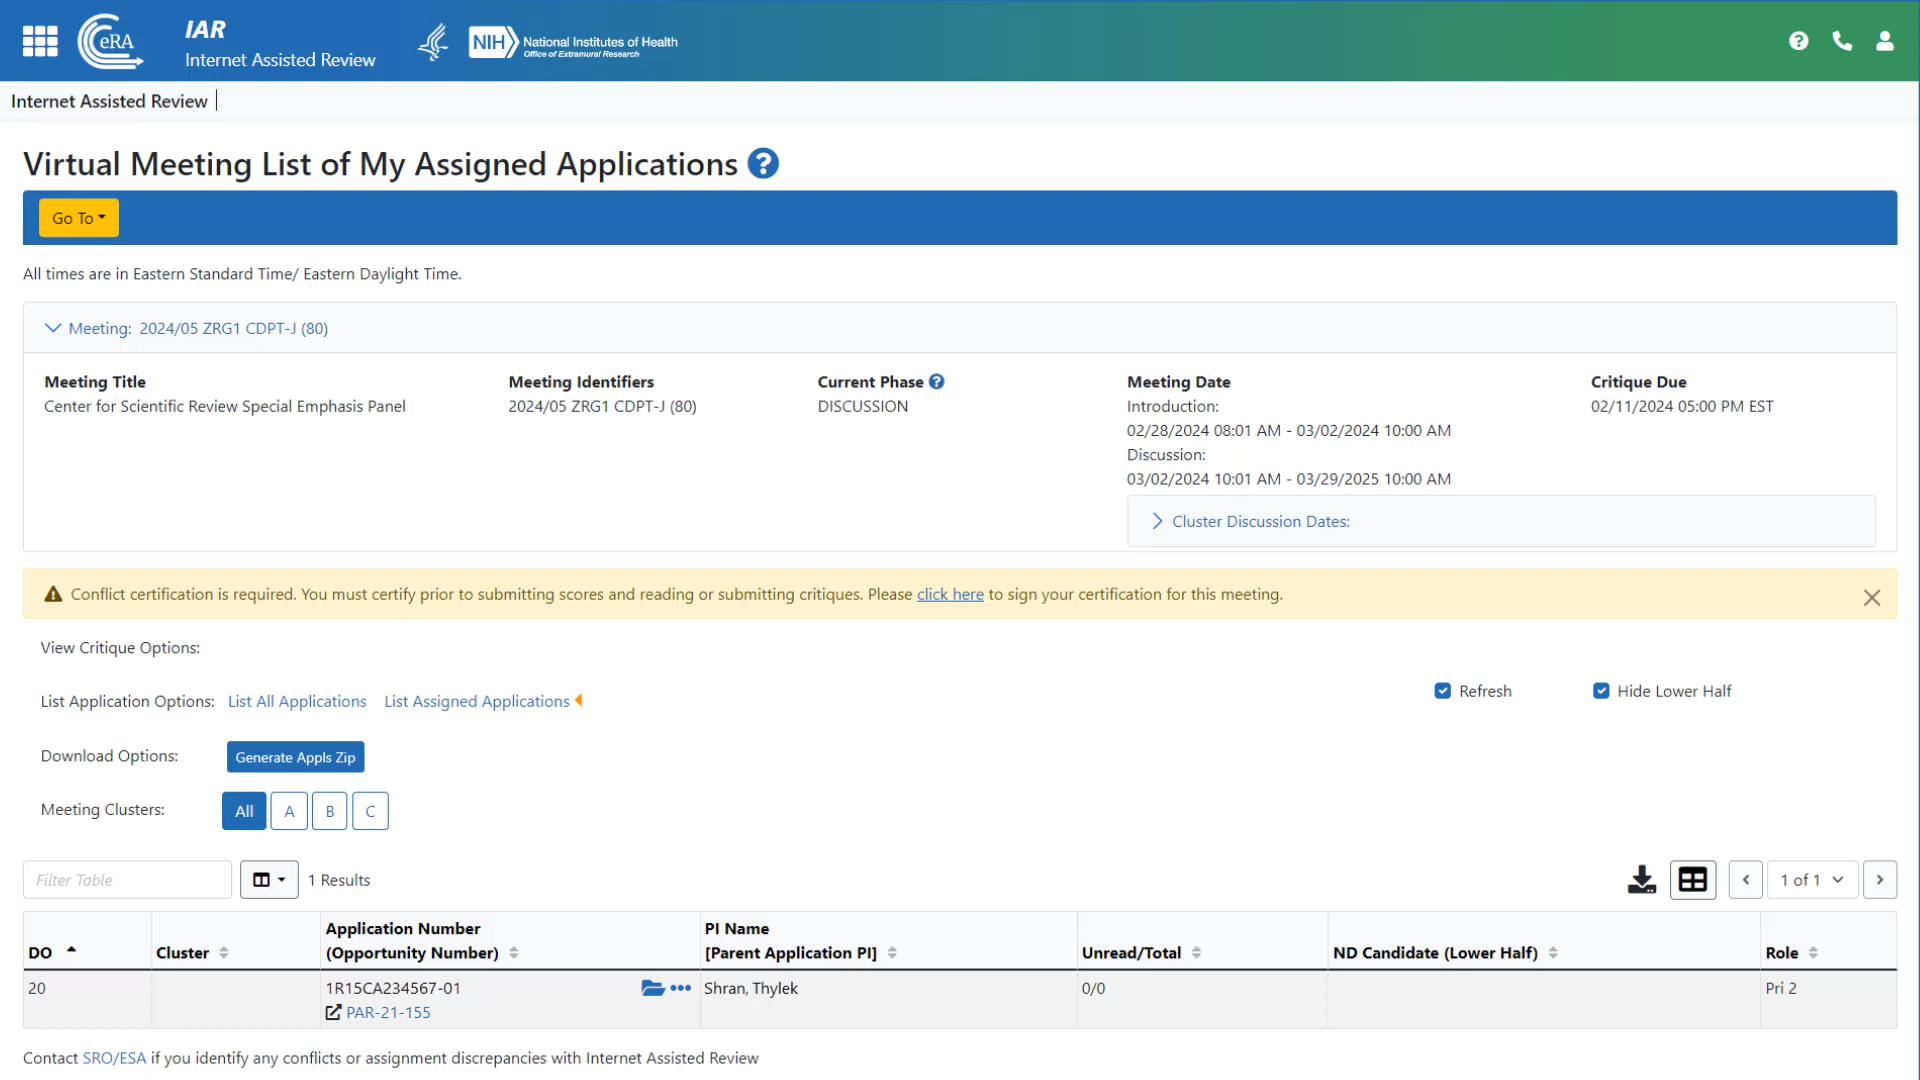 eRA
IAR
Internet Assisted Review
NIH National Institutes of Health
Office of Extramural Research
Internet Assisted Review
Virtual Meeting List of My Assigned Applications
Go To
All times are in Eastern Standard Time/ Eastern Daylight Time.
Meeting: 2024/05 ZRG1 CDPT-J (80)
Meeting Title
Center for Scientific Review Special Emphasis Panel
Meeting Identifiers
2024/05 ZRG1 CDPT-J (80)
Current Phase
DISCUSSION
Meeting Date
Introduction:
02/28/2024 08:01 AM - 03/02/2024 10:00 AM
Discussion:
03/02/2024 10:01 AM - 03/29/2025 10:00 AM
Cluster Discussion Dates:
Critique Due
02/11/2024 05:00 PM EST
Conflict certification is required. You must certify prior to submitting scores and reading or submitting critiques. Please click here to sign your certification for this meeting.
View Critique Options:
List Application Options: List All Applications List Assigned Applications
Refresh Hide Lower Half
Download Options: Generate Appls Zip
Meeting Clusters: All A B C
Filter Table 1 Results 1 of 1
DO Cluster Application Number (Opportunity Number) PI Name [Parent Application PI] Unread/Total ND Candidate (Lower Half) Role
20 1R15CA234567-01 Shran, Thylek 0/0 Pri 2
PAR-21-155
Contact SRO/ESA if you identify any conflicts or assignment discrepancies with Internet Assisted Review